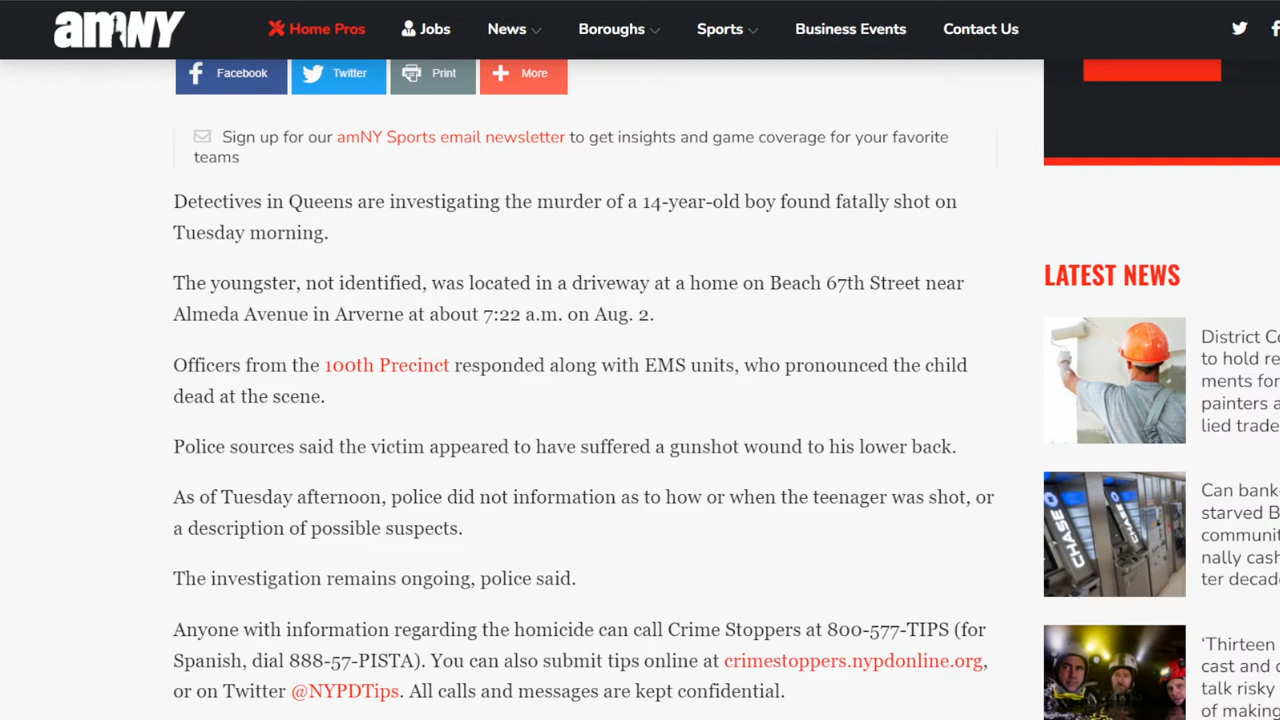 amNY
Home Pros
Jobs
News
Boroughs
Sports
Business Events
Contact Us
Facebook
Twitter
Print
More
Sign up for our amNY Sports email newsletter to get insights and game coverage for your favorite
teams
Detectives in Queens are investigating the murder of a 14-year-old boy found fatally shot on
Tuesday morning.
The youngster, not identified, was located in a driveway at a home on Beach 67th Street near
Almeda Avenue in Arverne at about 7:22 a.m. on Aug. 2.
Officers from the 100th Precinct responded along with EMS units, who pronounced the child
dead at the scene.
Police sources said the victim appeared to have suffered a gunshot wound to his lower back.
As of Tuesday afternoon, police did not information as to how or when the teenager was shot, or
a description of possible suspects.
The investigation remains ongoing, police said.
Anyone with information regarding the homicide can call Crime Stoppers at 800-577-TIPS (for
Spanish, dial 888-57-PISTA). You can also submit tips online at crimestoppers.nypdonline.org,
or on Twitter @NYPDTips. All calls and messages are kept confidential.
LATEST NEWS
District Co
to hold re
ments for
painters a
lied trade
CHASE
CHASE
Can bank-
starved B
communit
nally cash
ter decad
‘Thirteen
cast and d
talk risky
of making